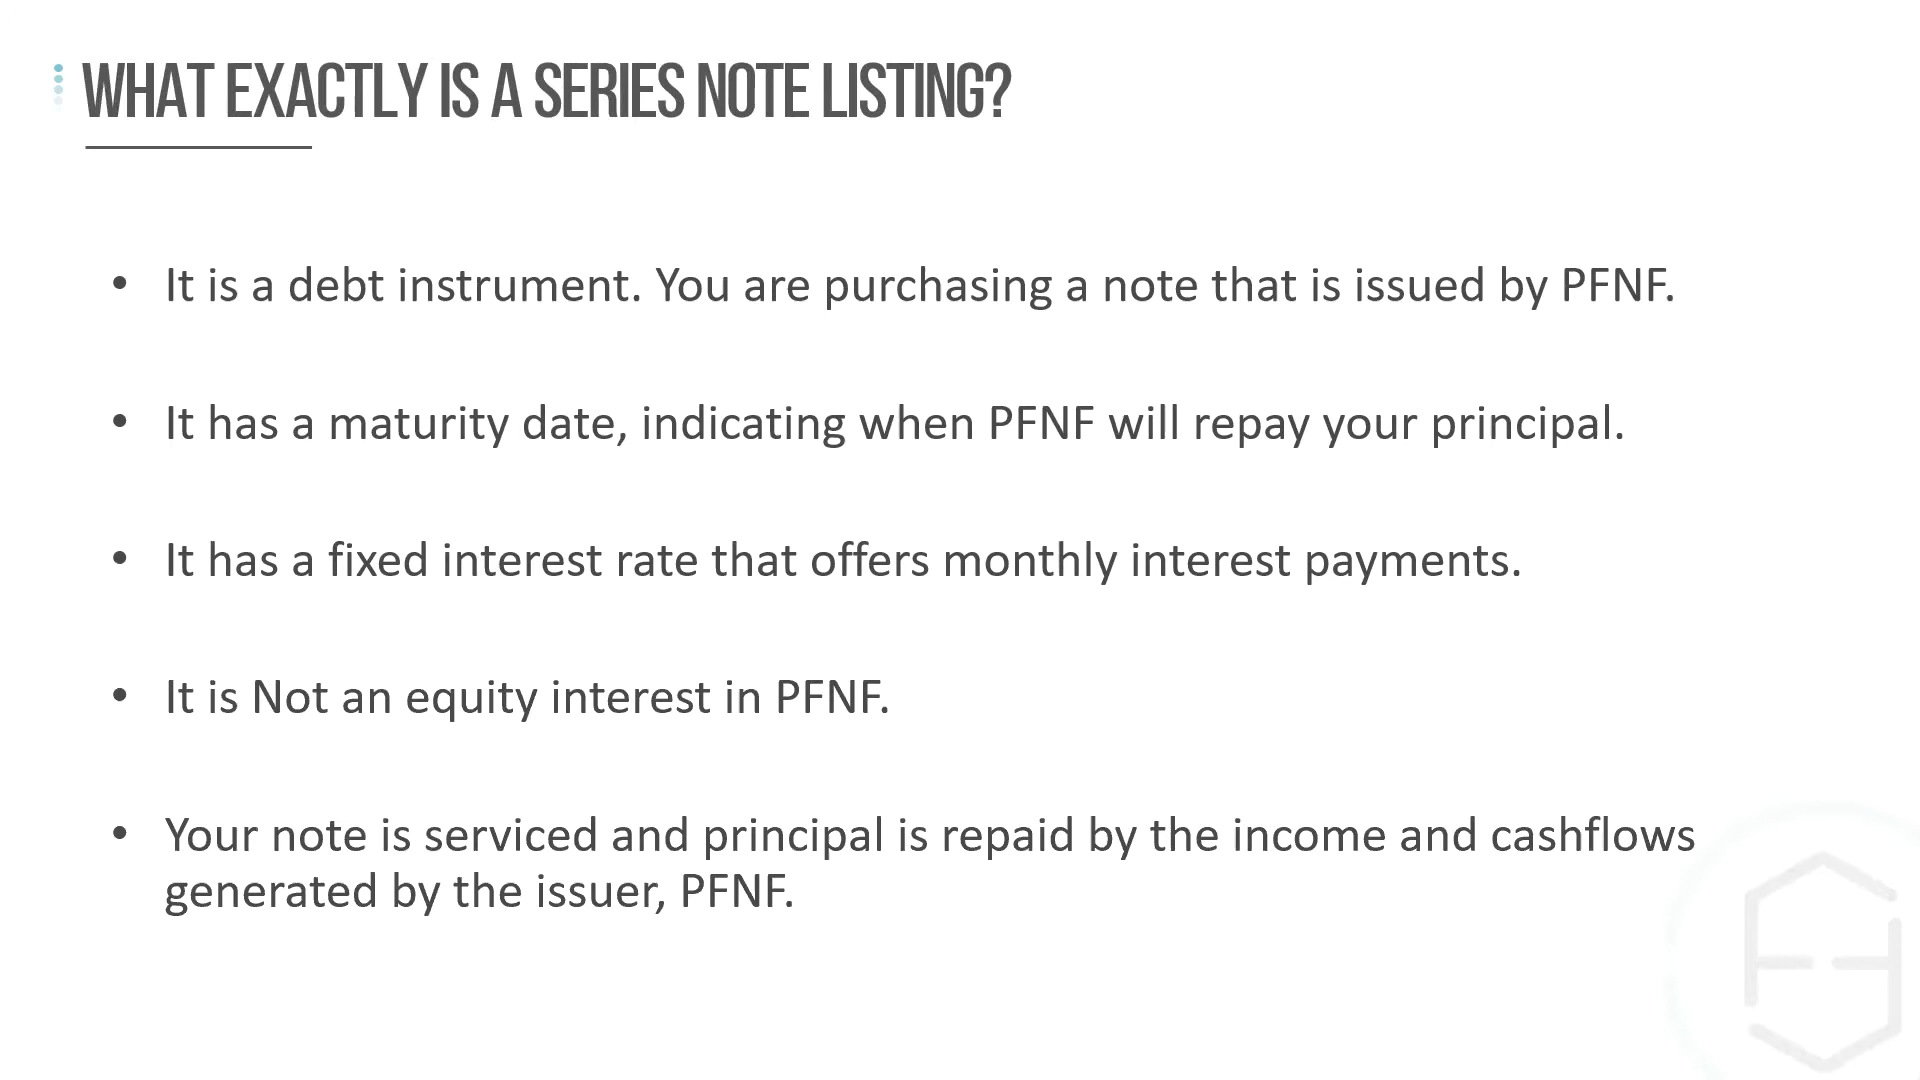 WHAT EXACTLY IS A SERIES NOTE LISTING?
• It is a debt instrument. You are purchasing a note that is issued by PFNF.
• It has a maturity date, indicating when PFNF will repay your principal.
• It has a fixed interest rate that offers monthly interest payments.
• It is Not an equity interest in PFNF.
• Your note is serviced and principal is repaid by the income and cashflows
generated by the issuer, PFNF.